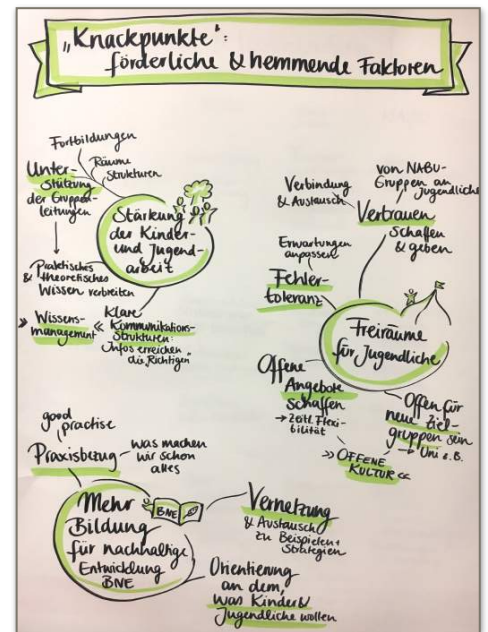 „Knackpunkte“:
förderliche & hemmende Faktoren
Fortbildungen
Räume
Strukturen
Unter-
stützung
der Gruppen-
leitungen
Praktisches
& theoretisches
Wissen verbreiten
» Wissens-
management «
Stärkung
der Kinder-
und Jugend-
arbeit
Klare
Kommunikations-
strukturen:
"Infos erreichen
die Richtigen"
Verbindung
& Austausch
von NABU-
Gruppen an
Jugendliche
Vertrauen
schaffen
& geben
Erwartungen
anpassen
Fehler-
toleranz
Freiräume
für Jugendliche
Offene
Angebote
schaffen
→ zeitl. Flexi-
bilität
Offen für
neue Ziel-
gruppen sein
→ Uni z.B.
» OFFENE
KULTUR «
good
practise
Praxisbezug
was machen
wir schon
alles
Mehr
Bildung
für nachhaltige
Entwicklung
BNE
BNE
Vernetzung
& Austausch
zu Beispielen +
Strategien
Orientierung
an dem,
was Kinder &
Jugendliche wollen